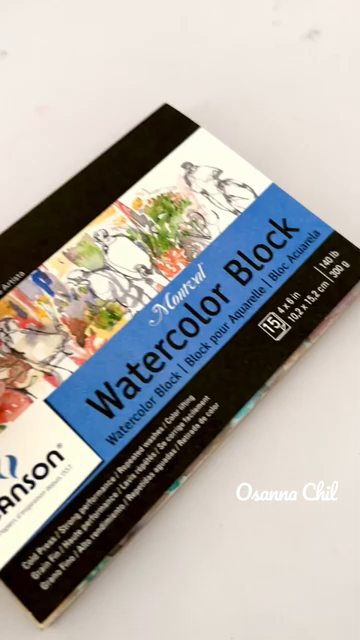 Artista
Montval
Watercolor Block
Watercolor Block | Block pour Aquarelle | Bloc Acuarela
15
4 x 6 in
10,2 x 15,2 cm
140 lb
300 g
ANSON®
depuis 1557
Cold Press / Strong performance / Repeated washes / Color lifting
Grain Fin / Haute performance / Lavis répétés / Se corrige facilement
Grano Fino / Alto rendimiento / Repetidas aguadas / Retirada de color
Osanna Chil